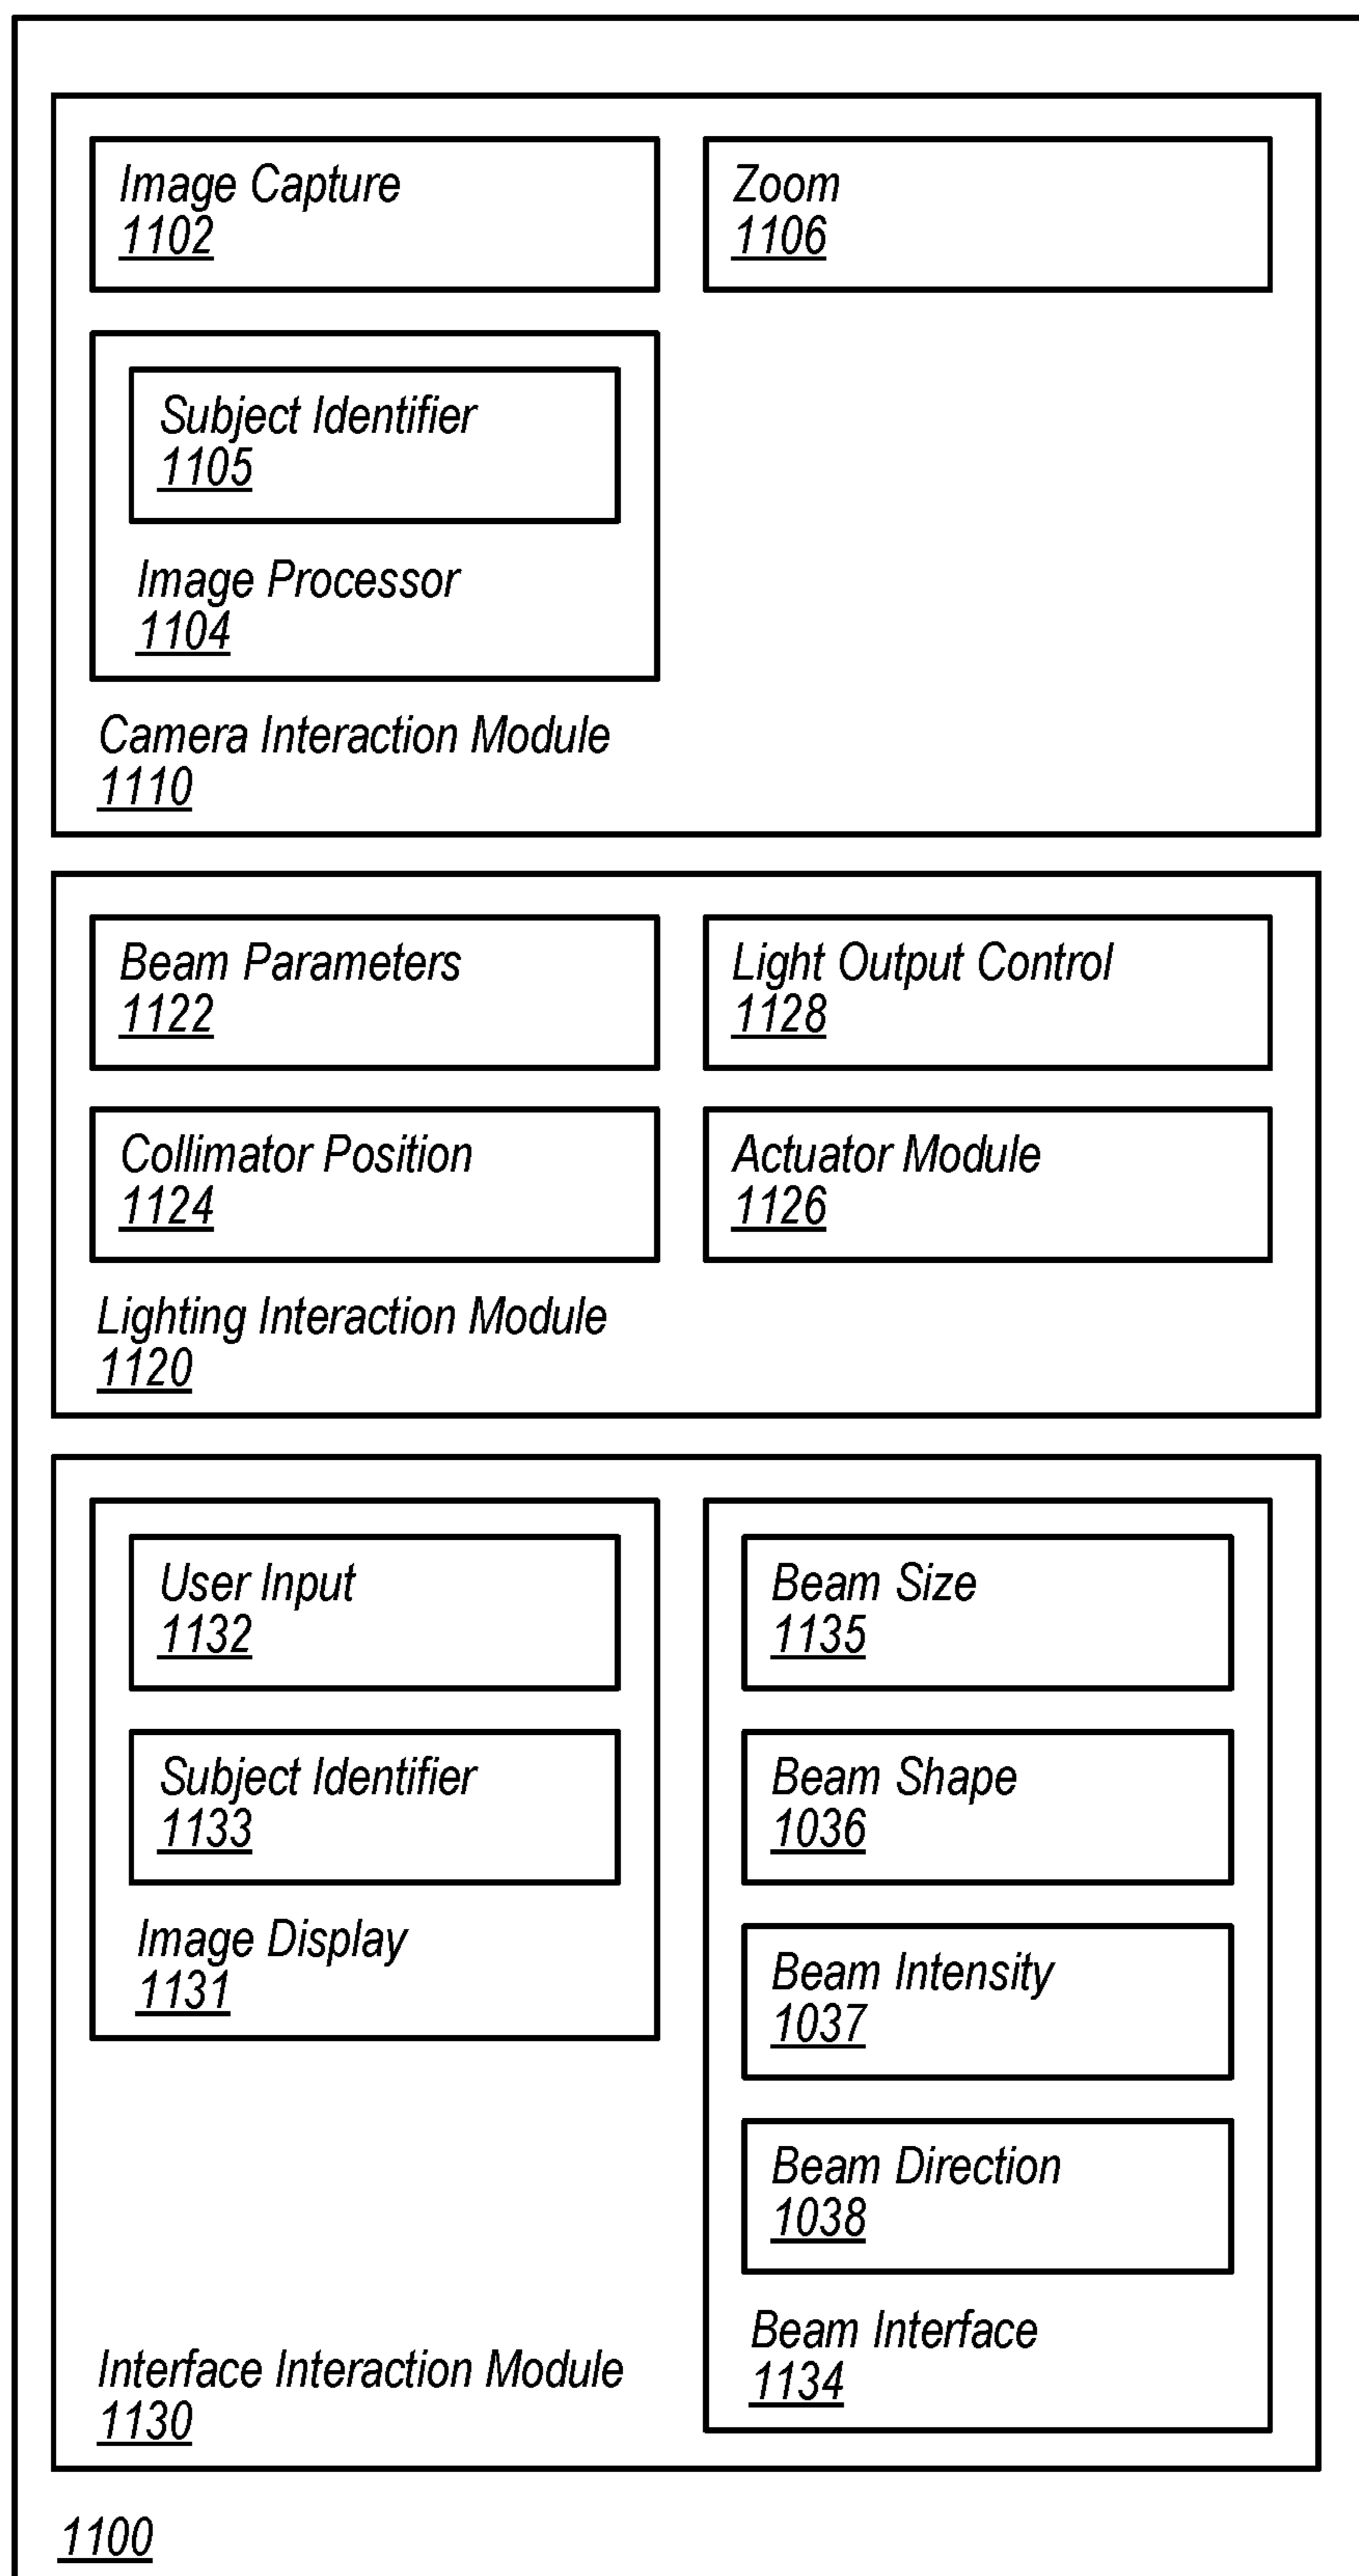 Image Capture
1102
Zoom
1106
Subject Identifier
1105
Image Processor
1104
Camera Interaction Module
1110
Beam Parameters
1122
Light Output Control
1128
Collimator Position
1124
Actuator Module
1126
Lighting Interaction Module
1120
User Input
1132
Subject Identifier
1133
Image Display
1131
Beam Size
1135
Beam Shape
1036
Beam Intensity
1037
Beam Direction
1038
Beam Interface
1134
Interface Interaction Module
1130
1100